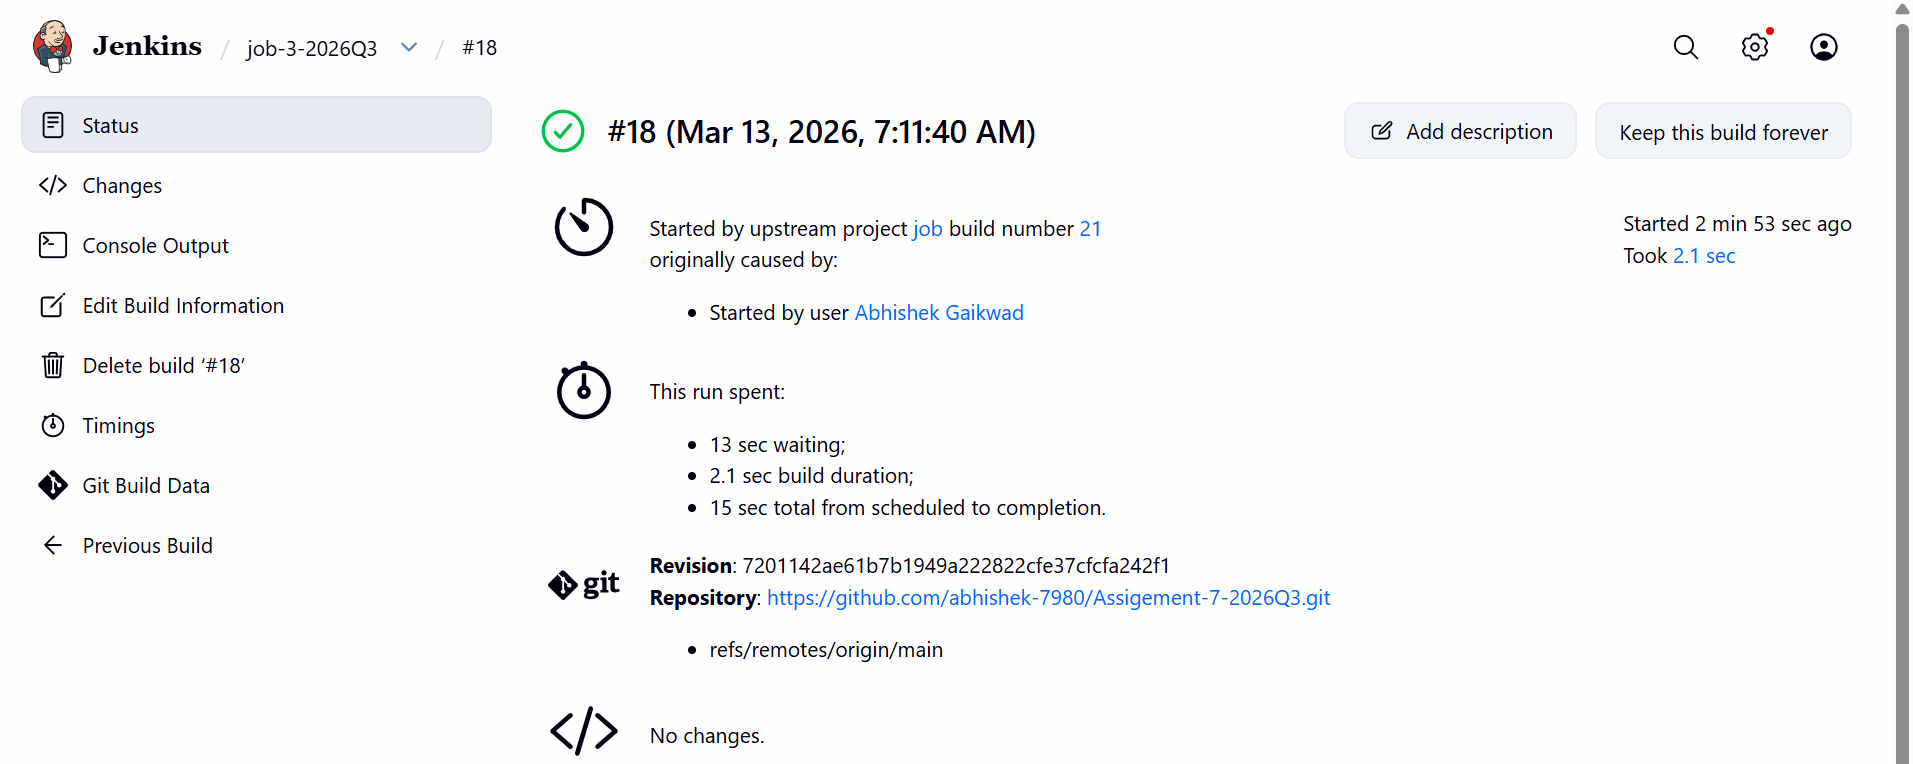 Jenkins / job-3-2026Q3 / #18
Status
Changes
Console Output
Edit Build Information
Delete build ‘#18’
Timings
Git Build Data
Previous Build
#18 (Mar 13, 2026, 7:11:40 AM)
Add description
Keep this build forever
Started by upstream project job build number 21
originally caused by:
Started by user Abhishek Gaikwad
Started 2 min 53 sec ago
Took 2.1 sec
This run spent:
13 sec waiting;
2.1 sec build duration;
15 sec total from scheduled to completion.
git
Revision: 7201142ae61b7b1949a222822cfe37cfcfa242f1
Repository: https://github.com/abhishek-7980/Assigement-7-2026Q3.git
refs/remotes/origin/main
No changes.